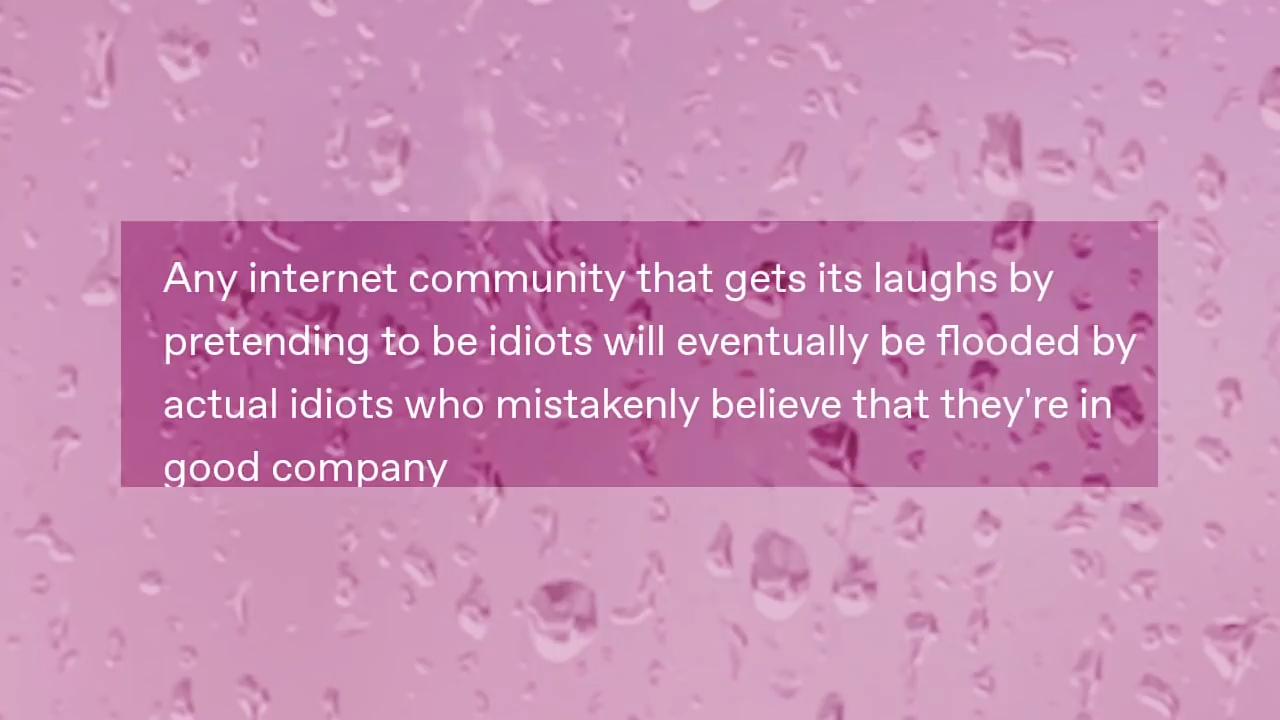 Any internet community that gets its laughs by
pretending to be idiots will eventually be flooded by
actual idiots who mistakenly believe that they're in
good company